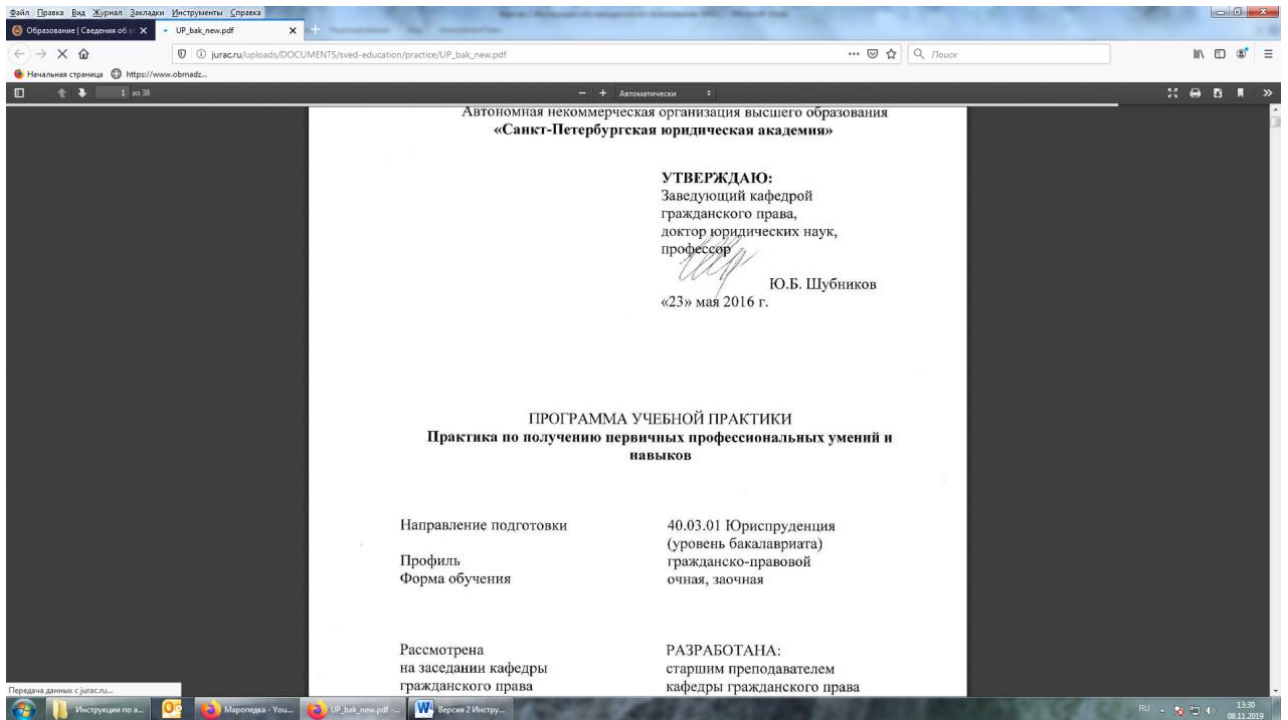 Файл Правка Вид Журнал Закладки Инструменты Справка
Образование | Сведения об о
UP_bak_new.pdf
jurac.ru/uploads/DOCUMENTS/sved-education/practice/UP_bak_new.pdf
Поиск
Начальная страница https://www.obrnadz...
1 из 38
Автоматически
Автономная некоммерческая организация высшего образования
«Санкт-Петербургская юридическая академия»
УТВЕРЖДАЮ:
Заведующий кафедрой
гражданского права,
доктор юридических наук,
профессор
Ю.Б. Шубников
«23» мая 2016 г.
ПРОГРАММА УЧЕБНОЙ ПРАКТИКИ
Практика по получению первичных профессиональных умений и
навыков
Направление подготовки 40.03.01 Юриспруденция
(уровень бакалавриата)
Профиль гражданско-правовой
Форма обучения очная, заочная
Рассмотрена РАЗРАБОТАНА:
на заседании кафедры старшим преподавателем
гражданского права кафедры гражданского права
Передача данных с jurac.ru...
Инструкции по а...
Маропедка - You...
UP_bak_new.pdf -...
Версия 2 Инстру...
RU
13:30
08.11.2019